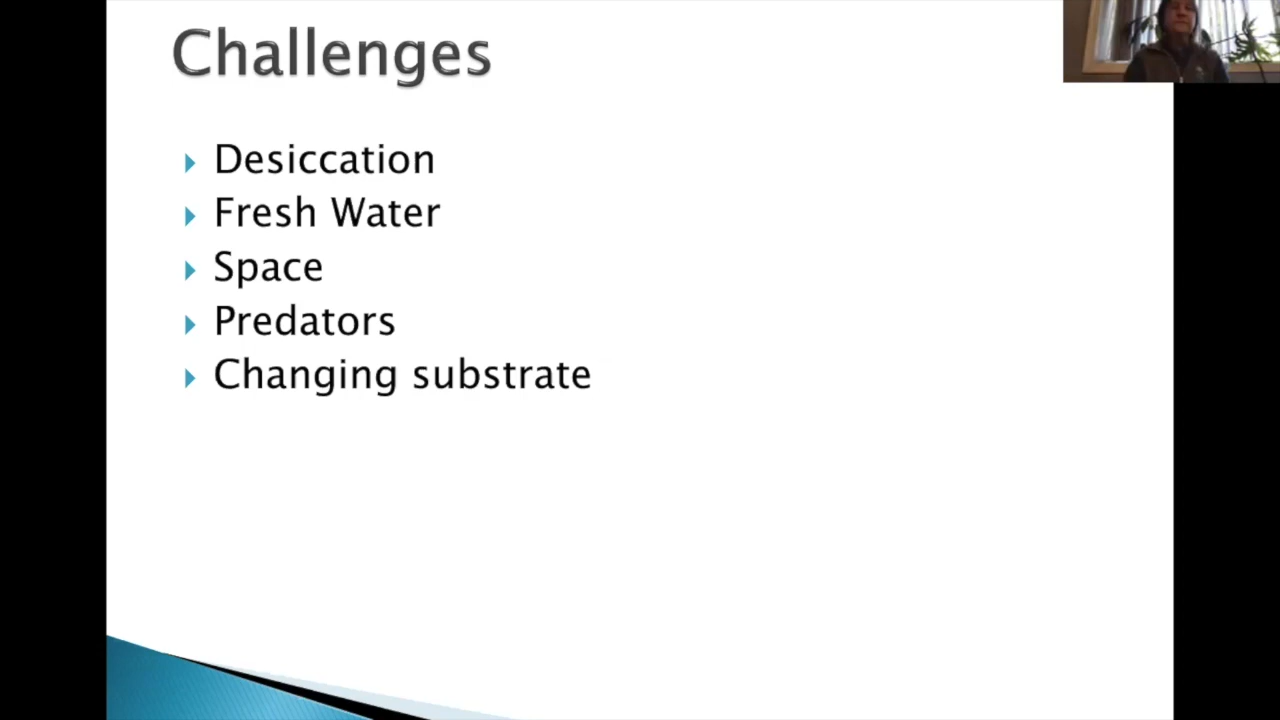 Challenges
Desiccation
Fresh Water
Space
Predators
Changing substrate